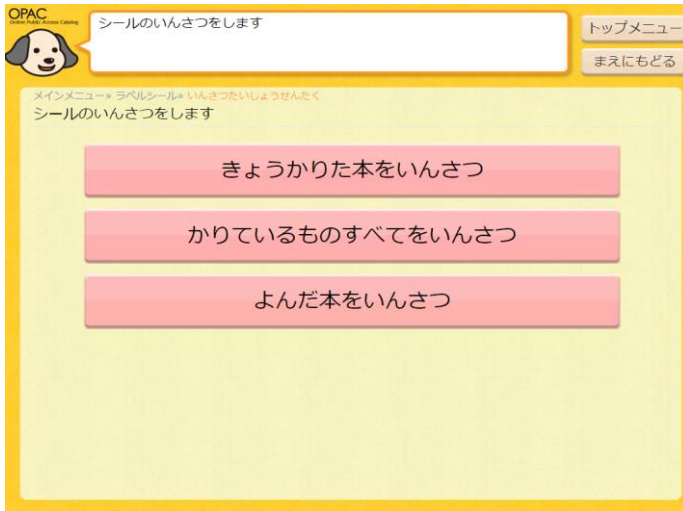 OPAC
Online Public Access Catalog
シールのいんさつをします
トップメニュー
まえにもどる
メインメニュー» ラベルシール» いんさつたいしょうせんたく
シールのいんさつをします
きょうかりた本をいんさつ
かりているものすべてをいんさつ
よんだ本をいんさつ